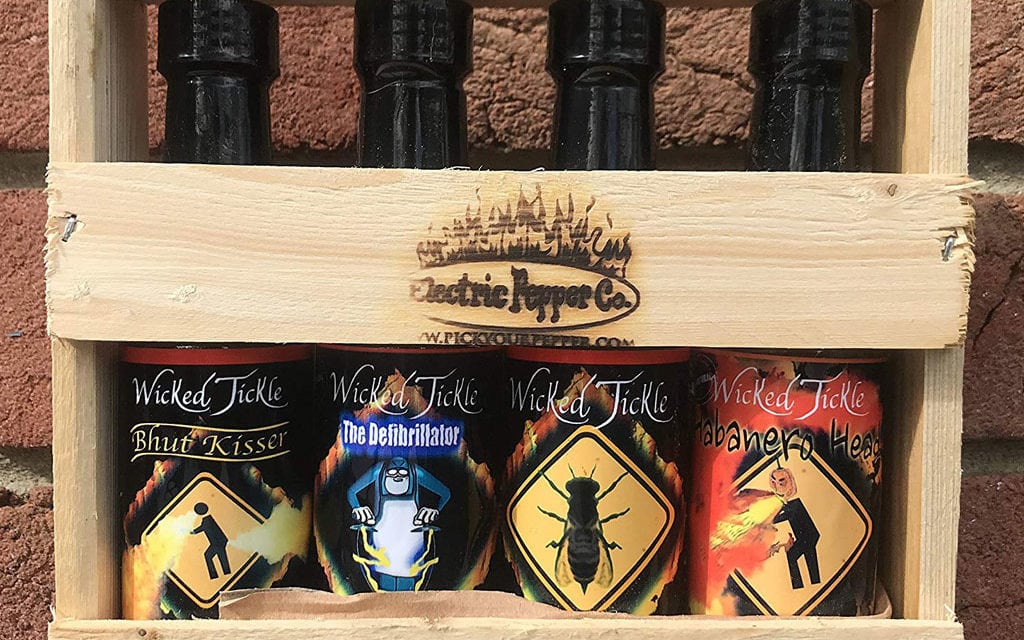 Electric Pepper Co.
WWW.PICKYOURPEPPER.COM
Wicked Tickle
Bhut Kisser
Wicked Tickle
The Defibrillator
Wicked Tickle
Wicked Tickle
Habanero Head